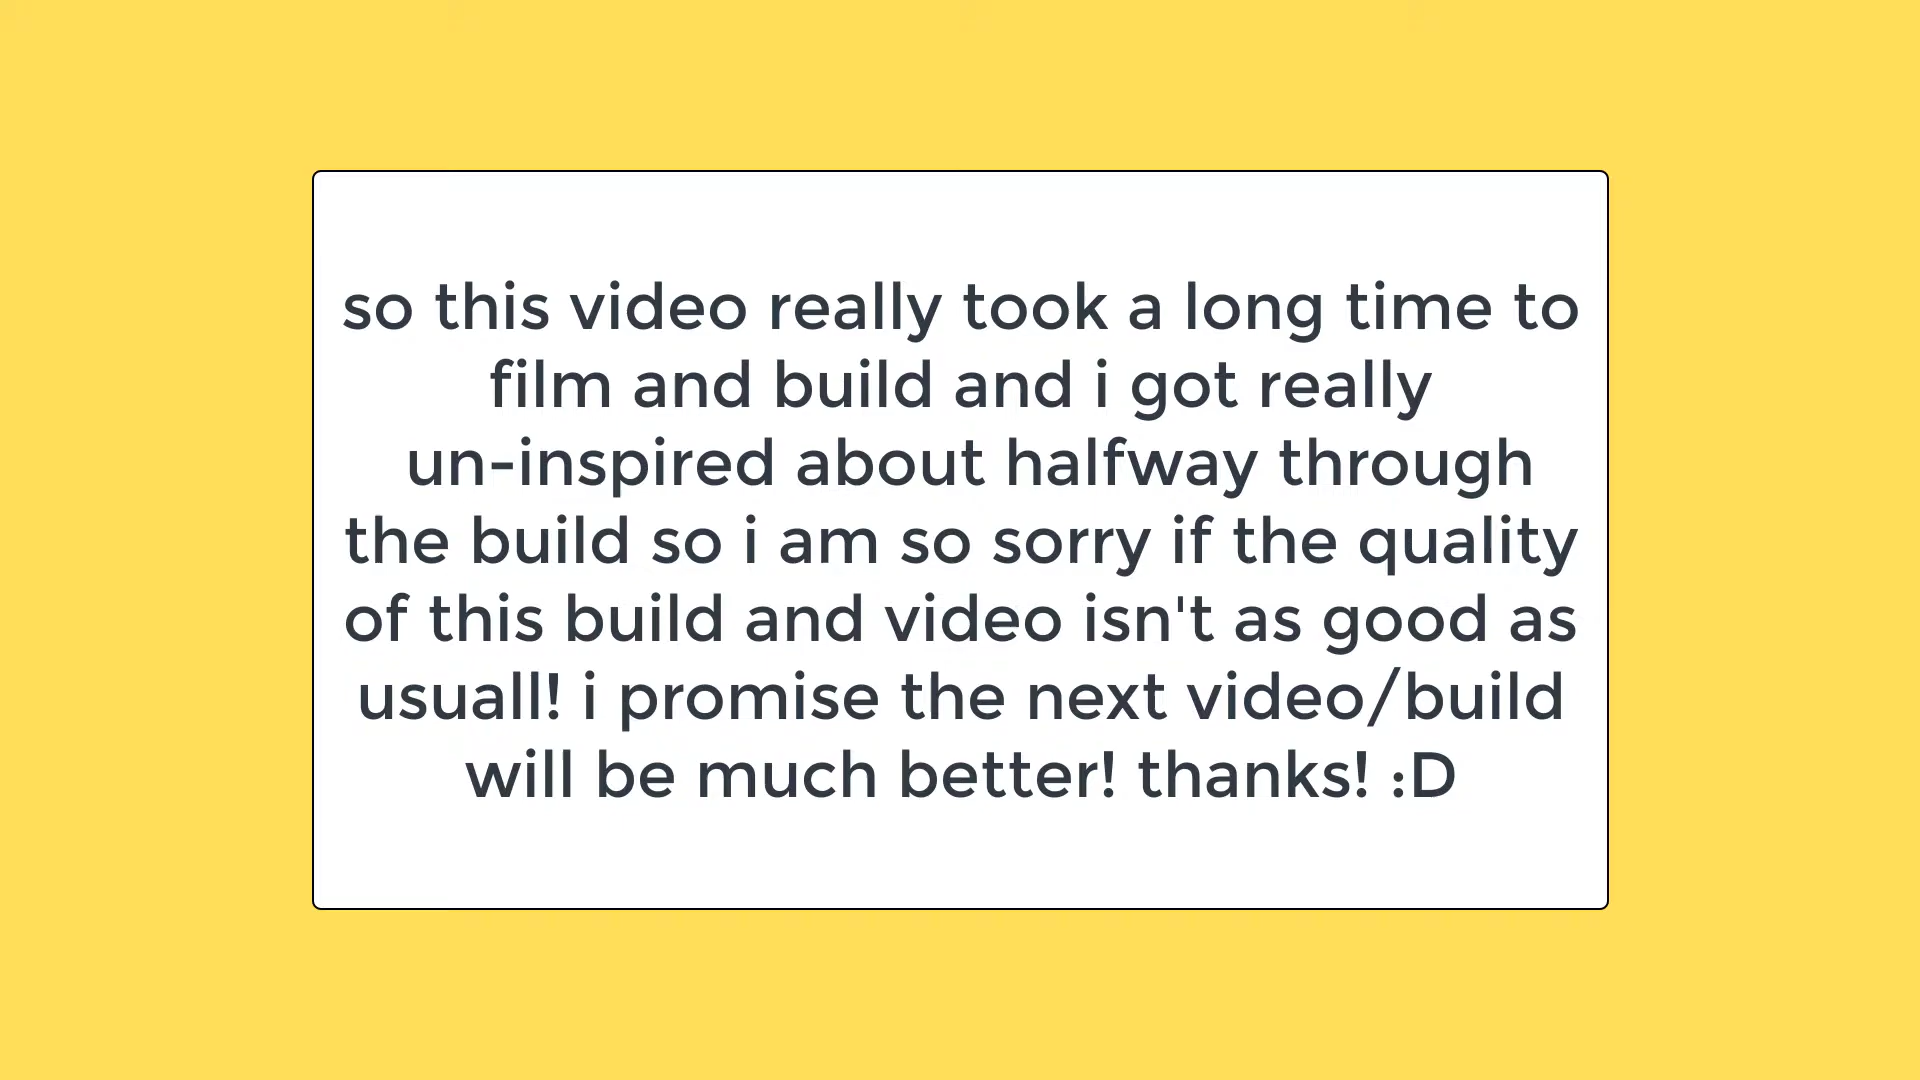 so this video really took a long time to
film and build and i got really
un-inspired about halfway through
the build so i am so sorry if the quality
of this build and video isn't as good as
usuall! i promise the next video/build
will be much better! thanks! :D